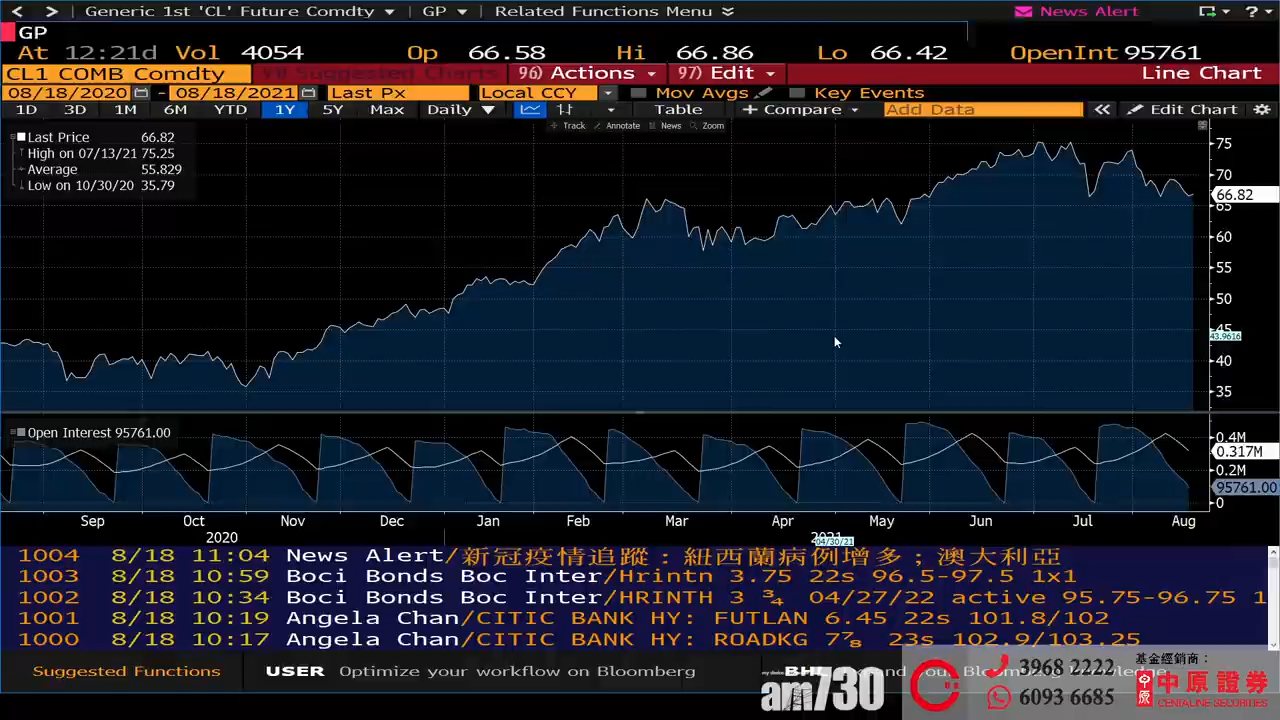 Generic 1st 'CL' Future Comdty GP Related Functions Menu News Alert ?
GP
At 12:21d Vol 4054 Op 66.58 Hi 66.86 Lo 66.42 OpenInt 95761
CL1 COMB Comdty 96) Actions 97) Edit Line Chart
08/18/2020 - 08/18/2021 Last Px Local CCY Mov Avgs Key Events
1D 3D 1M 6M YTD 1Y 5Y Max Daily Table + Compare Add Data Edit Chart
Track Annotate News Zoom
Last Price 66.82
High on 07/13/21 75.25
Average 55.829
Low on 10/30/20 35.79
75
70
66.82
65
60
55
50
45
43.9616
40
35
Open Interest 95761.00
0.4M
0.317M
0.2M
95761.00
0
Sep Oct Nov Dec Jan Feb Mar Apr May Jun Jul Aug
2020 04/30/21
1004 8/18 11:04 News Alert/新冠疫情追蹤：紐西蘭病例增多；澳大利亞
1003 8/18 10:59 Boci Bonds Boc Inter/Hrintn 3.75 22s 96.5-97.5 1x1
1002 8/18 10:34 Boci Bonds Boc Inter/HRINTH 3 ¾ 04/27/22 active 95.75-96.75 1
1001 8/18 10:19 Angela Chan/CITIC BANK HY: FUTLAN 6.45 22s 101.8/102
1000 8/18 10:17 Angela Chan/CITIC BANK HY: ROADKG 7⅞ 23s 102.9/103.25
Suggested Functions USER Optimize your workflow on Bloomberg
am730
3968 2222
6093 6685
基金經銷商：
中原證券
CENTALINE SECURITIES